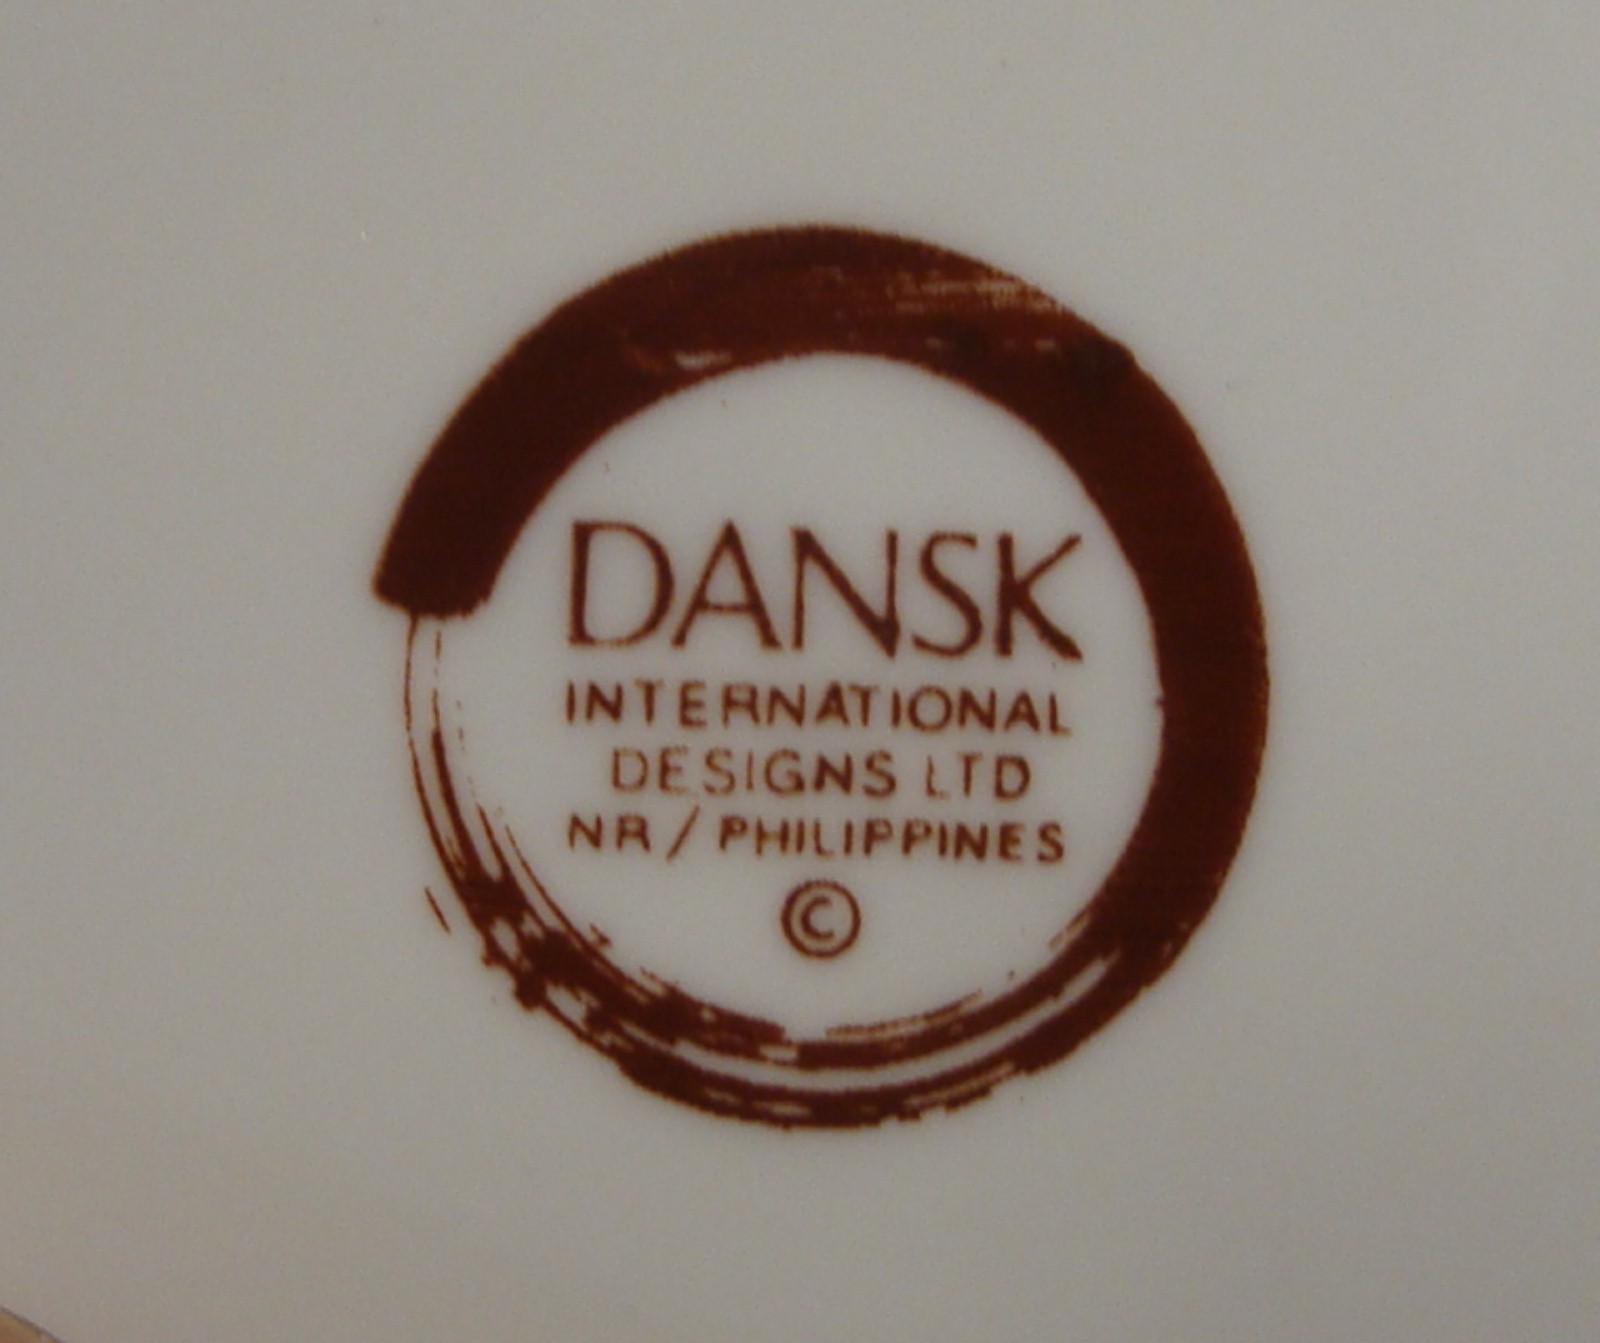 DANSK
INTERNATIONAL
DESIGNS LTD
NR / PHILIPPINES
©